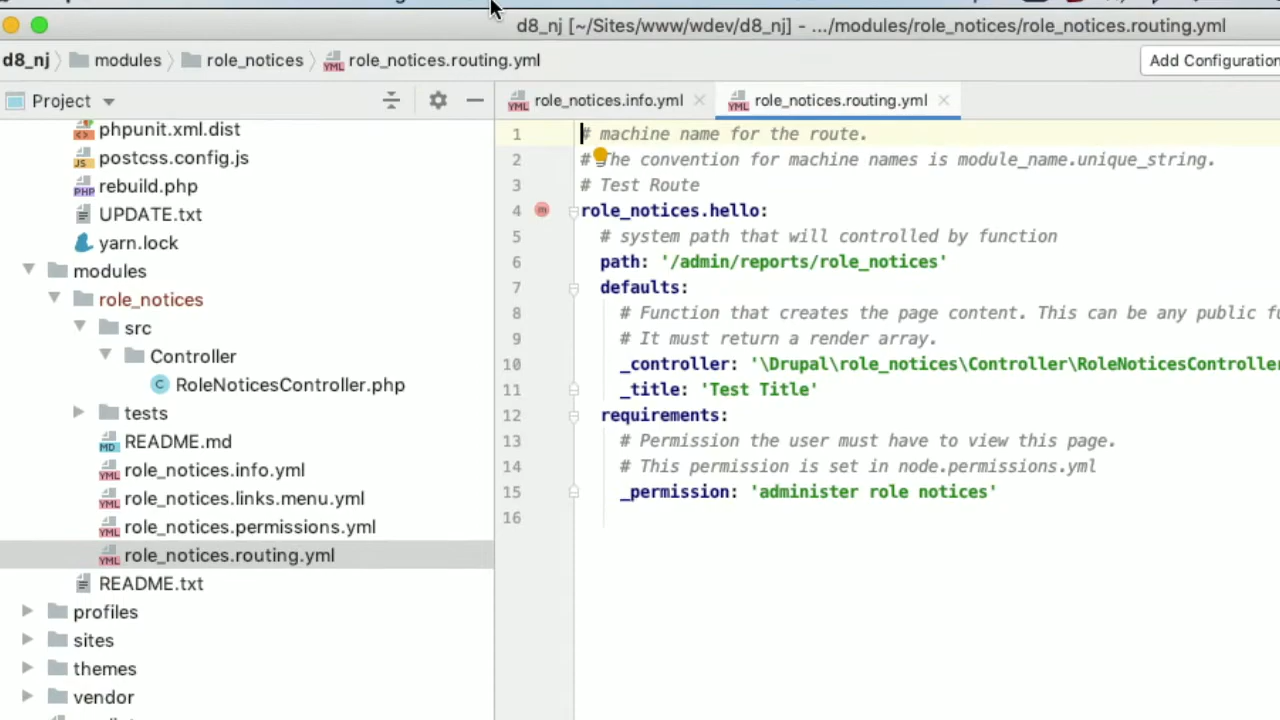 d8_nj [~/Sites/www/wdev/d8_nj] - .../modules/role_notices/role_notices.routing.yml
d8_nj modules role_notices role_notices.routing.yml
Add Configuration
Project
role_notices.info.yml
role_notices.routing.yml
phpunit.xml.dist
postcss.config.js
rebuild.php
UPDATE.txt
yarn.lock
modules
role_notices
src
Controller
RoleNoticesController.php
tests
README.md
role_notices.info.yml
role_notices.links.menu.yml
role_notices.permissions.yml
role_notices.routing.yml
README.txt
profiles
sites
themes
vendor
1 # machine name for the route.
2 # The convention for machine names is module_name.unique_string.
3 # Test Route
4 role_notices.hello:
5 # system path that will controlled by function
6 path: '/admin/reports/role_notices'
7 defaults:
8 # Function that creates the page content. This can be any public fu
9 # It must return a render array.
10 _controller: '\Drupal\role_notices\Controller\RoleNoticesController
11 _title: 'Test Title'
12 requirements:
13 # Permission the user must have to view this page.
14 # This permission is set in node.permissions.yml
15 _permission: 'administer role notices'
16